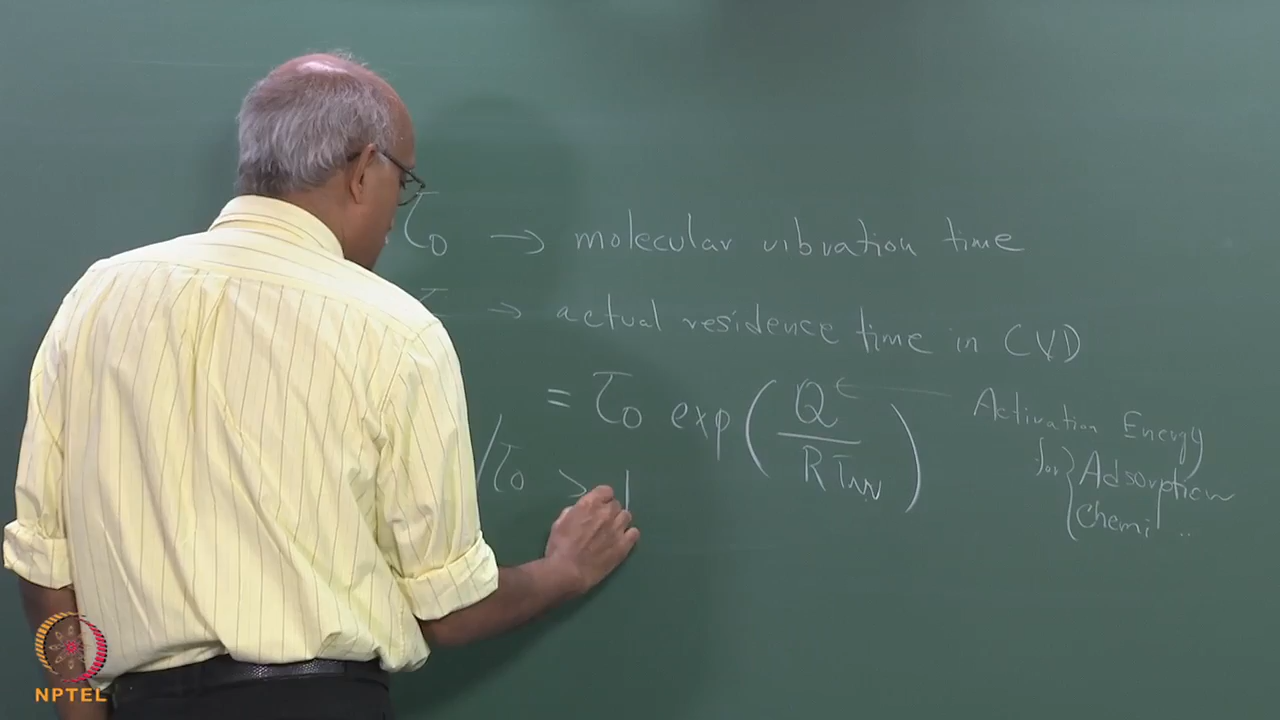 τ₀ → molecular vibration time
→ actual residence time in CVD
= τ₀ exp(Q/RT_w) ← Activation Energy
for { Adsorption
Chemi ..
/τ₀ > 1
NPTEL